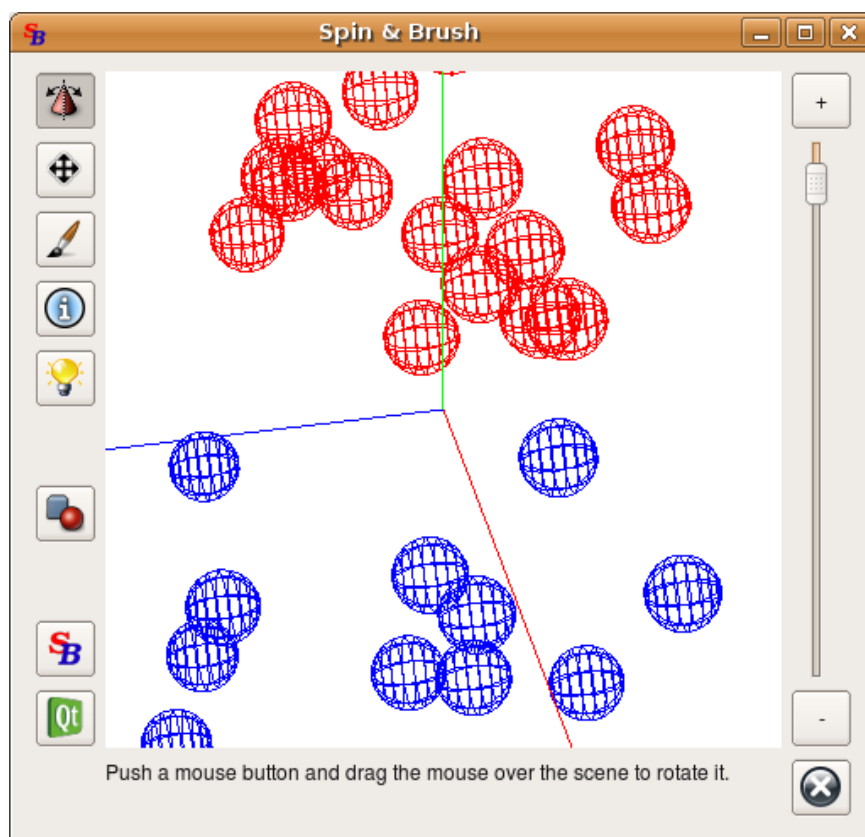 SB Spin & Brush
+
SB
Qt
-
Push a mouse button and drag the mouse over the scene to rotate it.